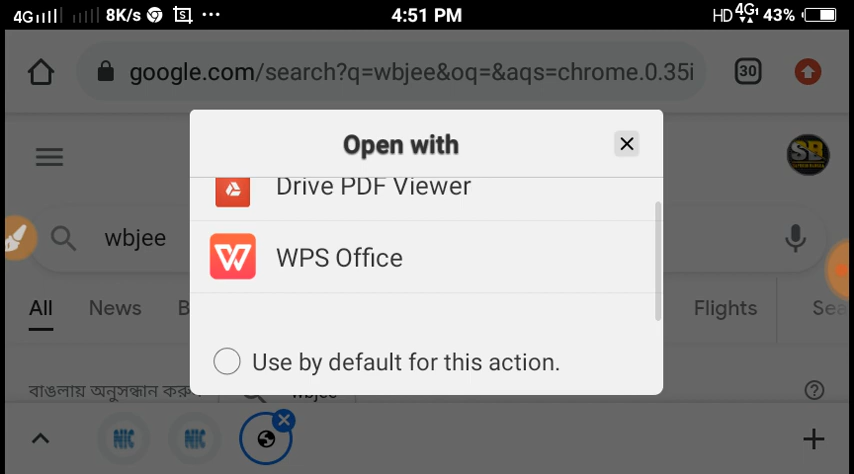 4G 8K/s 4:51 PM HD 4G 43%
google.com/search?q=wbjee&oq=&aqs=chrome.0.35i
30
Open with
SB
Drive PDF Viewer
wbjee
WPS Office
All News B Flights Sea
Use by default for this action.
বাঙলায় অনুসন্ধান করু wbjee
NIC NIC